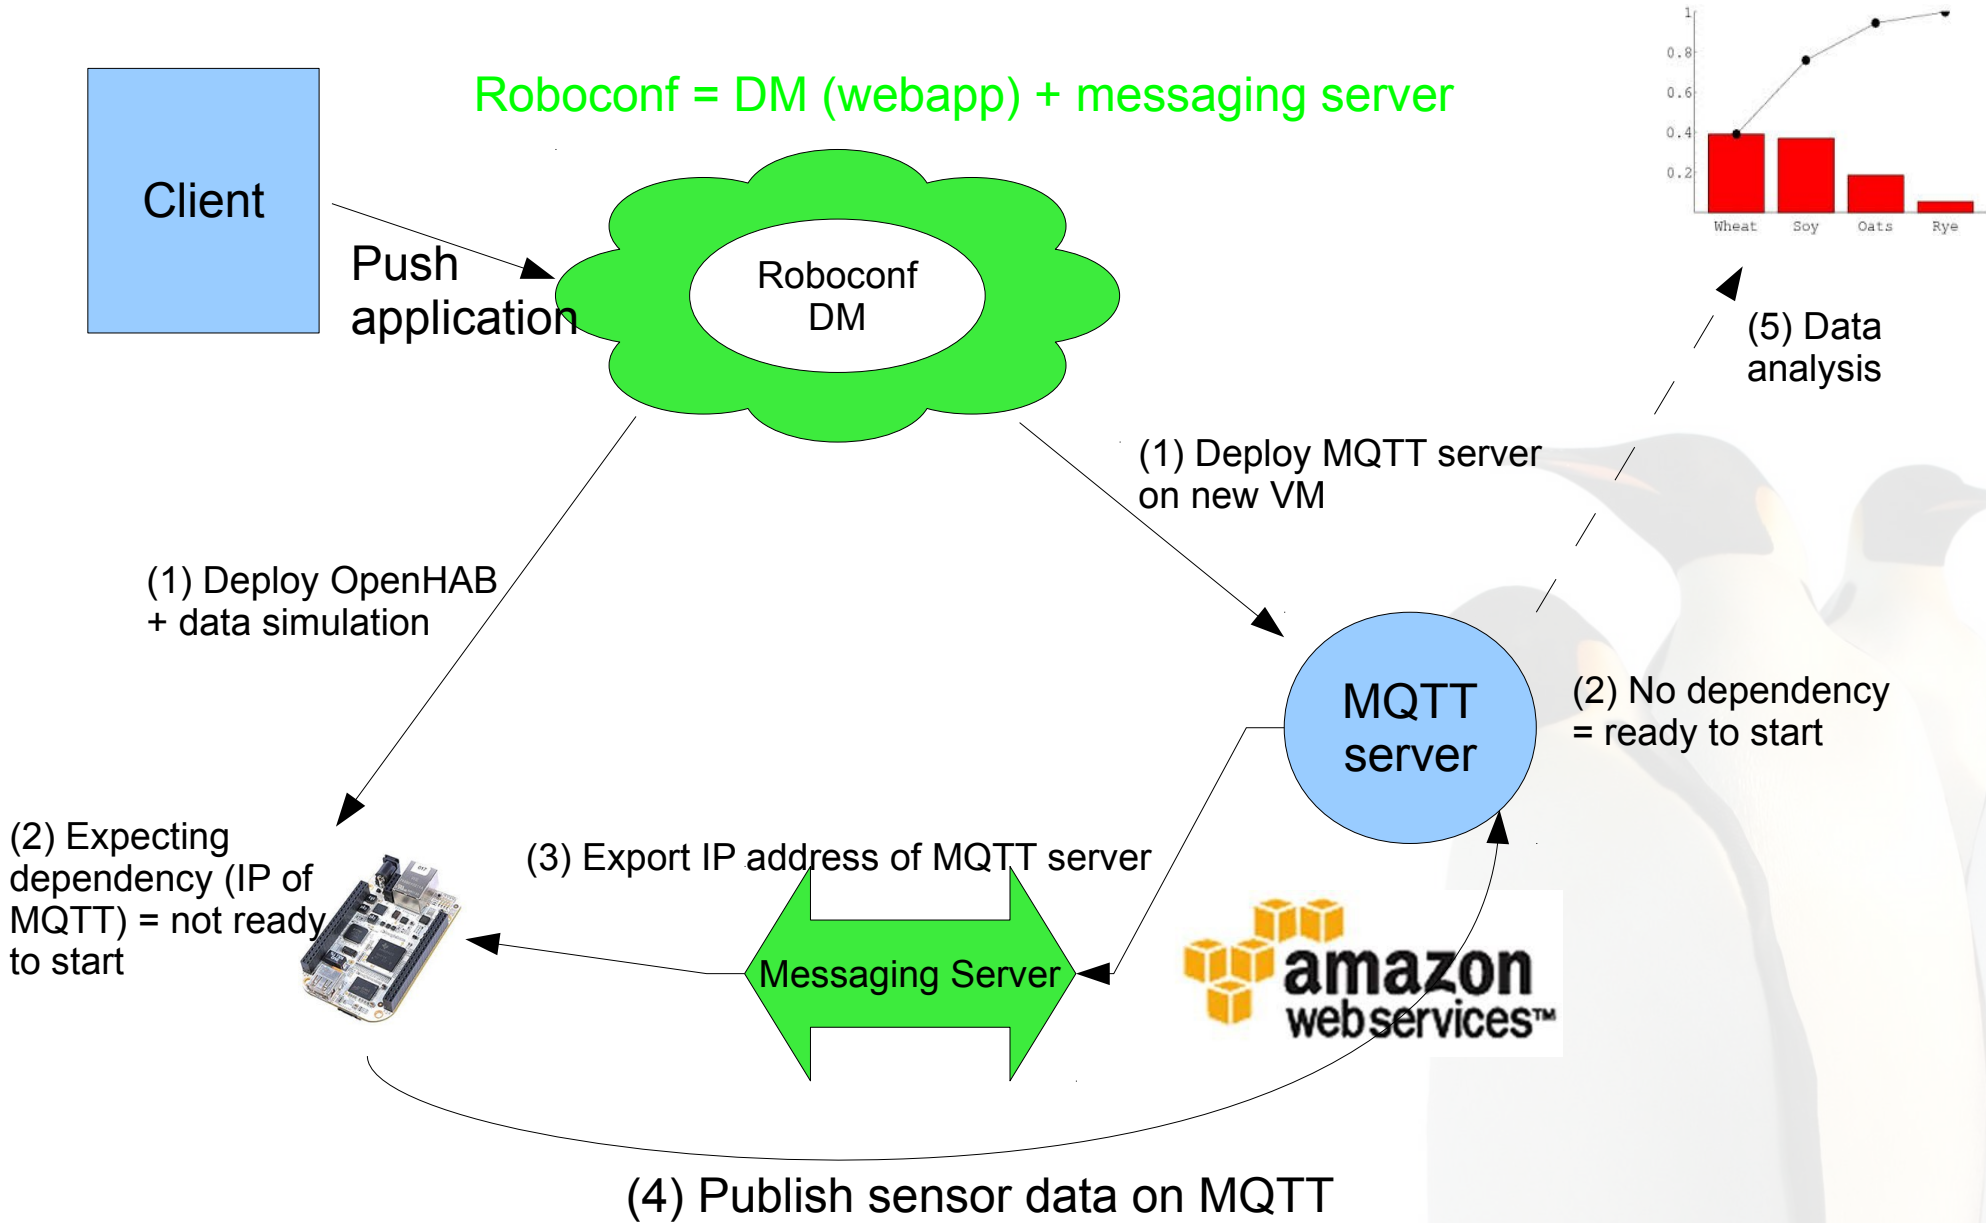 Roboconf = DM (webapp) + messaging server
Client
Push
application
Roboconf
DM
1
0.8
0.6
0.4
0.2
Wheat Soy Oats Rye
(5) Data
analysis
(1) Deploy MQTT server
on new VM
(1) Deploy OpenHAB
+ data simulation
MQTT
server
(2) No dependency
= ready to start
(2) Expecting
dependency (IP of
MQTT) = not ready
to start
(3) Export IP address of MQTT server
Messaging Server
amazon
webservices™
(4) Publish sensor data on MQTT